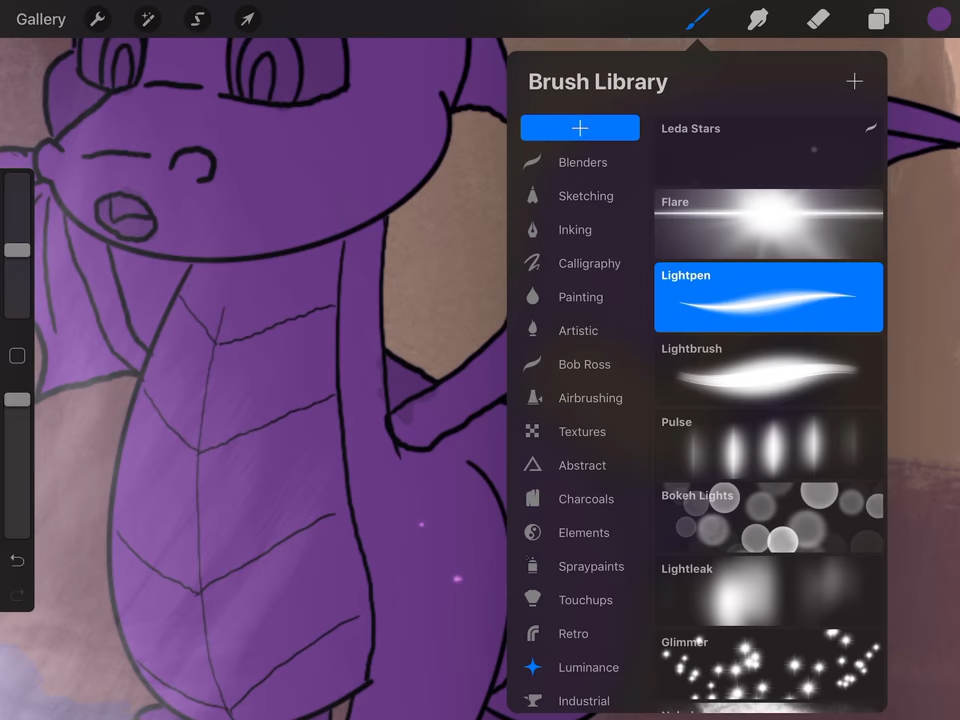 Gallery
Brush Library
Blenders
Sketching
Inking
Calligraphy
Painting
Artistic
Bob Ross
Airbrushing
Textures
Abstract
Charcoals
Elements
Spraypaints
Touchups
Retro
Luminance
Industrial
Leda Stars
Flare
Lightpen
Lightbrush
Pulse
Bokeh Lights
Lightleak
Glimmer